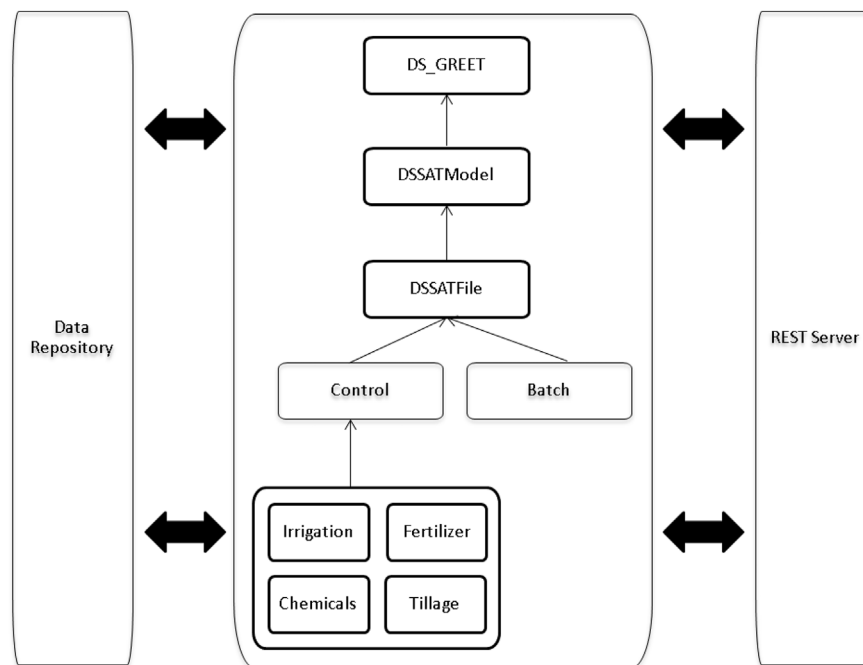 DS_GREET
DSSATModel
DSSATFile
Data
Repository
REST Server
Control
Batch
Irrigation
Fertilizer
Chemicals
Tillage